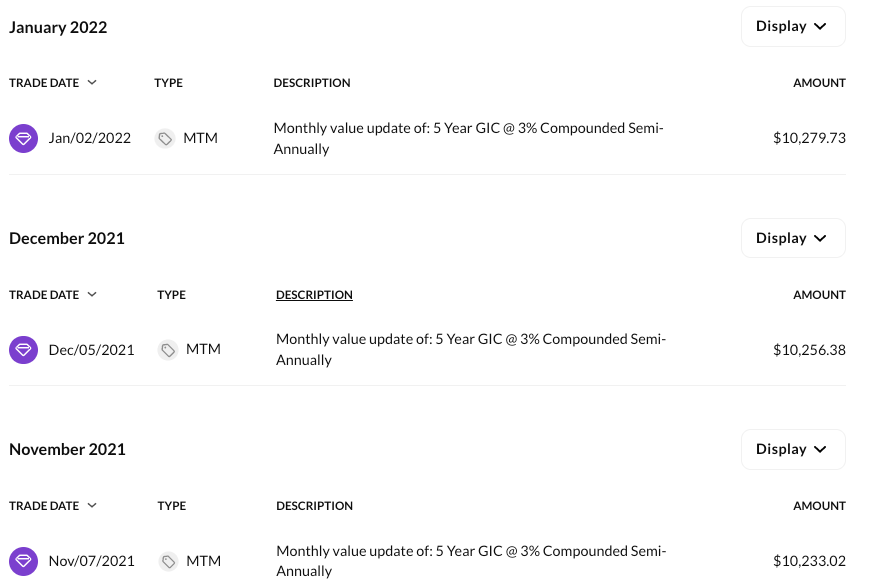 January 2022
Display
TRADE DATE TYPE DESCRIPTION AMOUNT
Jan/02/2022 MTM Monthly value update of: 5 Year GIC @ 3% Compounded Semi-
Annually $10,279.73
December 2021
Display
TRADE DATE TYPE DESCRIPTION AMOUNT
Dec/05/2021 MTM Monthly value update of: 5 Year GIC @ 3% Compounded Semi-
Annually $10,256.38
November 2021
Display
TRADE DATE TYPE DESCRIPTION AMOUNT
Nov/07/2021 MTM Monthly value update of: 5 Year GIC @ 3% Compounded Semi-
Annually $10,233.02